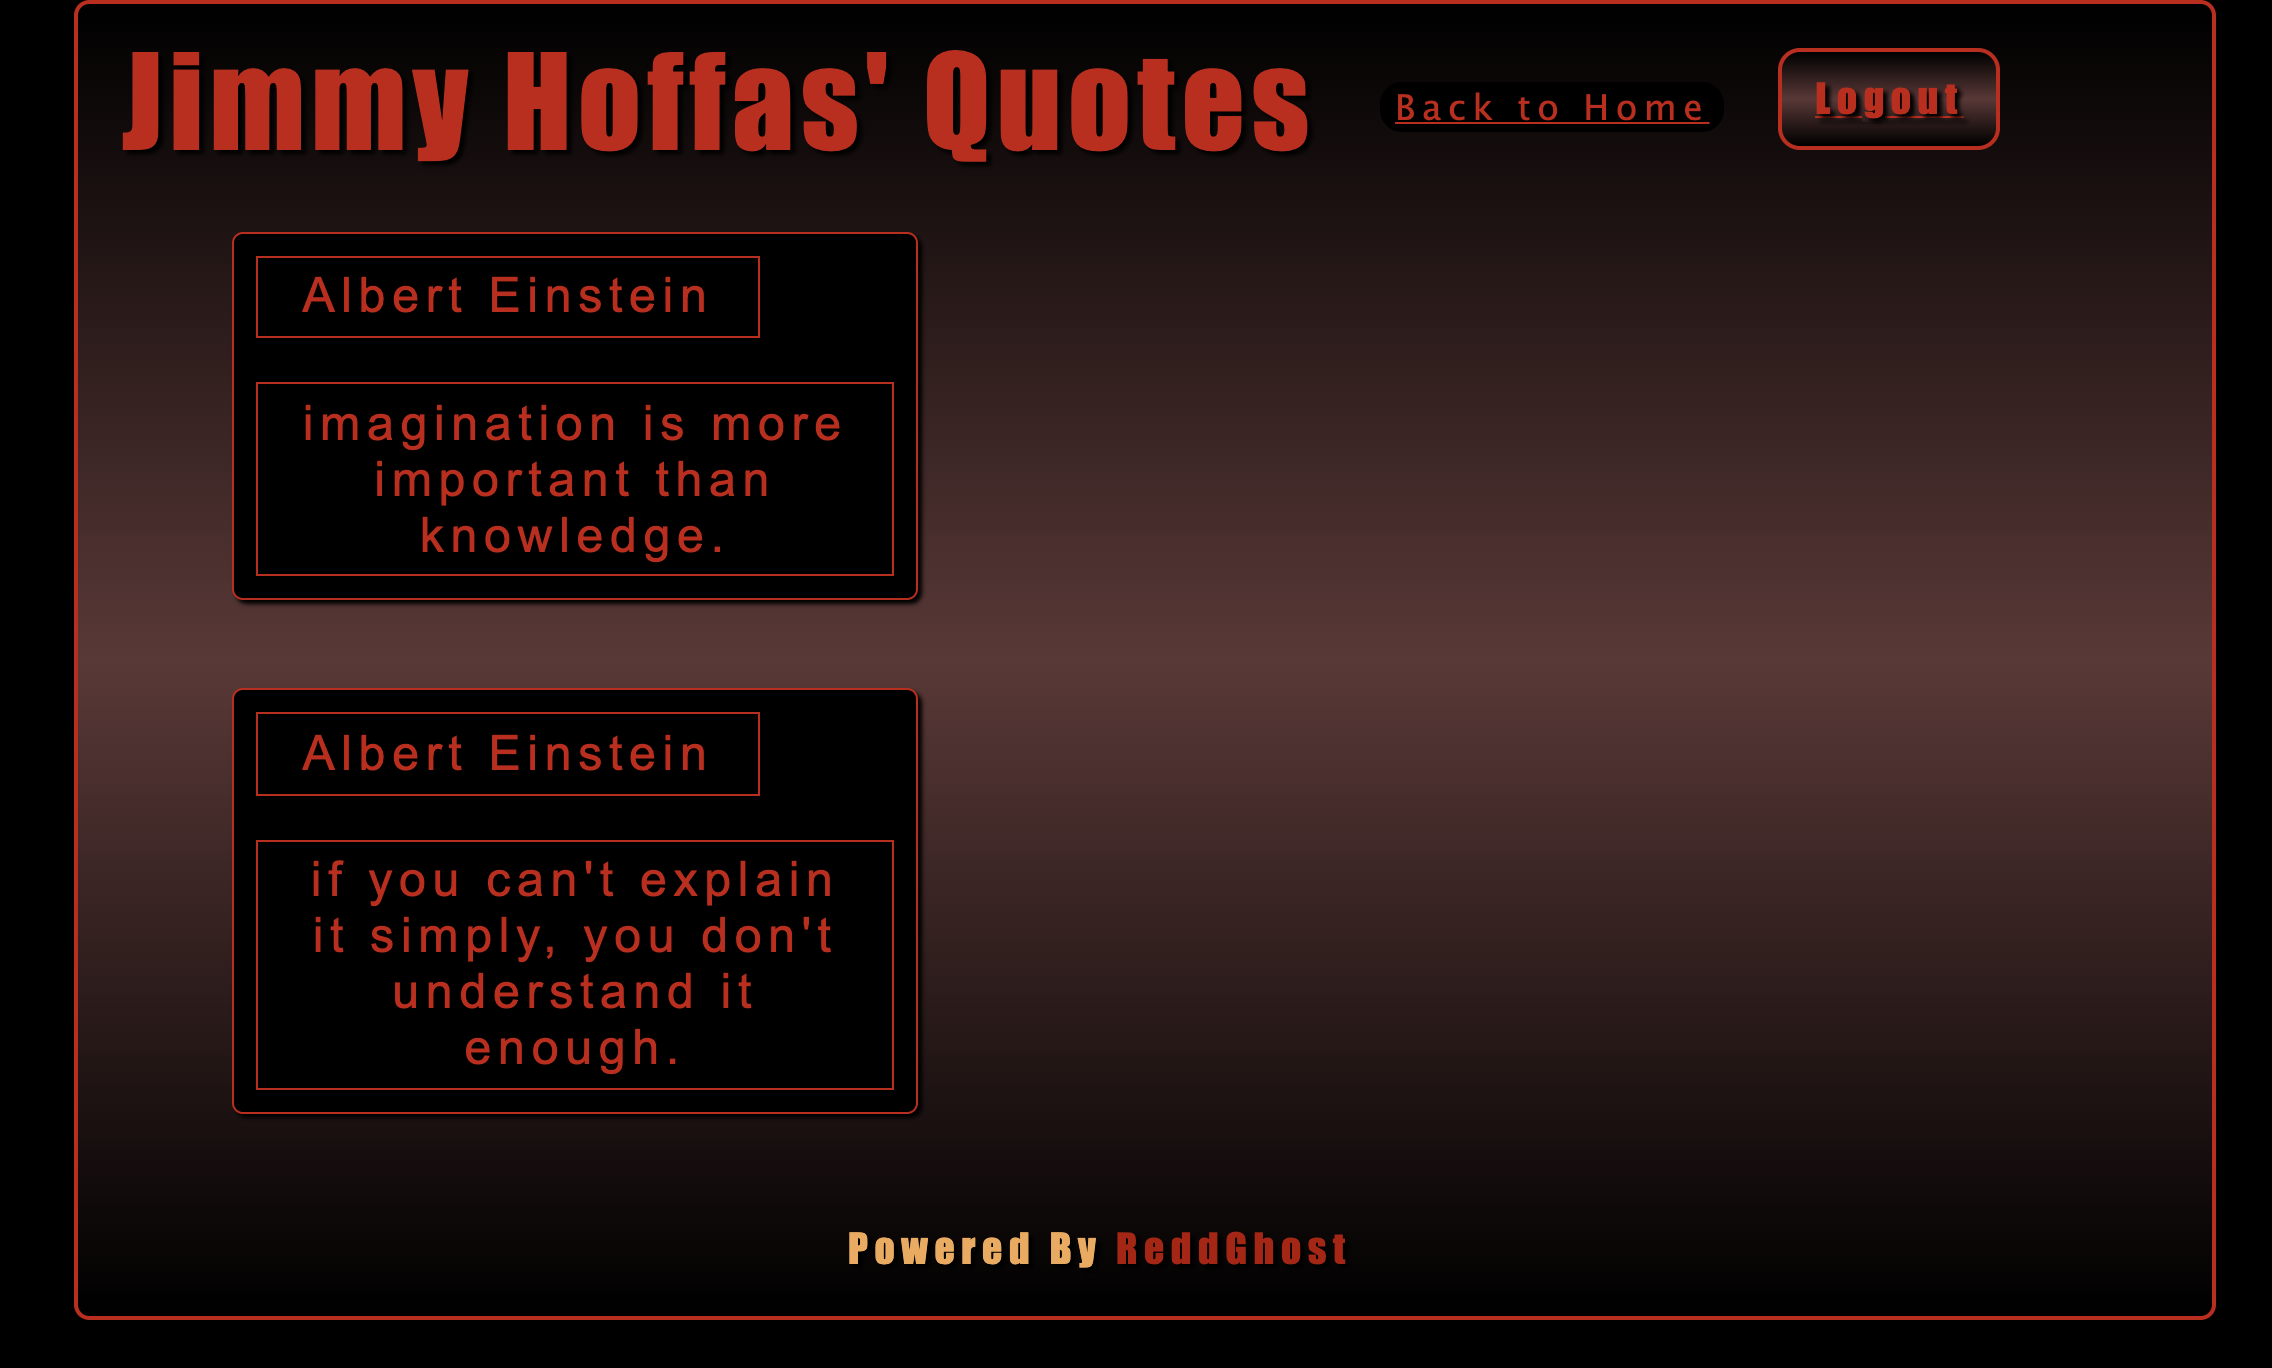 Jimmy Hoffas' Quotes
Back to Home
Logout
Albert Einstein
imagination is more
important than
knowledge.
Albert Einstein
if you can't explain
it simply, you don't
understand it
enough.
Powered By ReddGhost